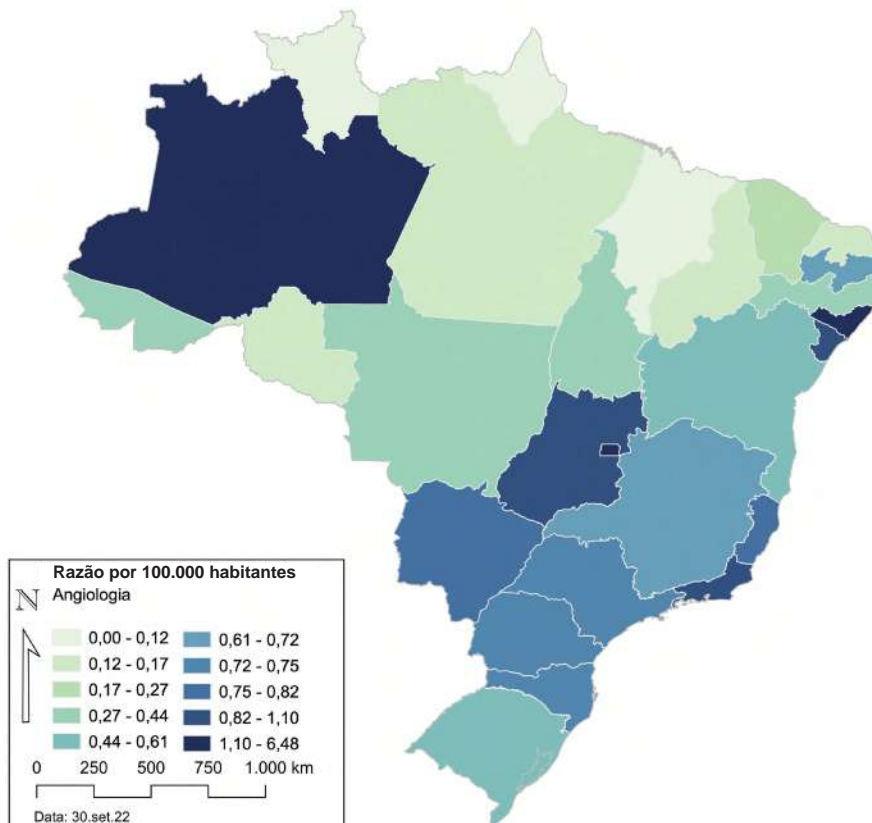 Razão por 100.000 habitantes
N Angiologia
0,00 - 0,12
0,12 - 0,17
0,17 - 0,27
0,27 - 0,44
0,44 - 0,61
0,61 - 0,72
0,72 - 0,75
0,75 - 0,82
0,82 - 1,10
1,10 - 6,48
0 250 500 750 1.000 km
Data: 30.set.22